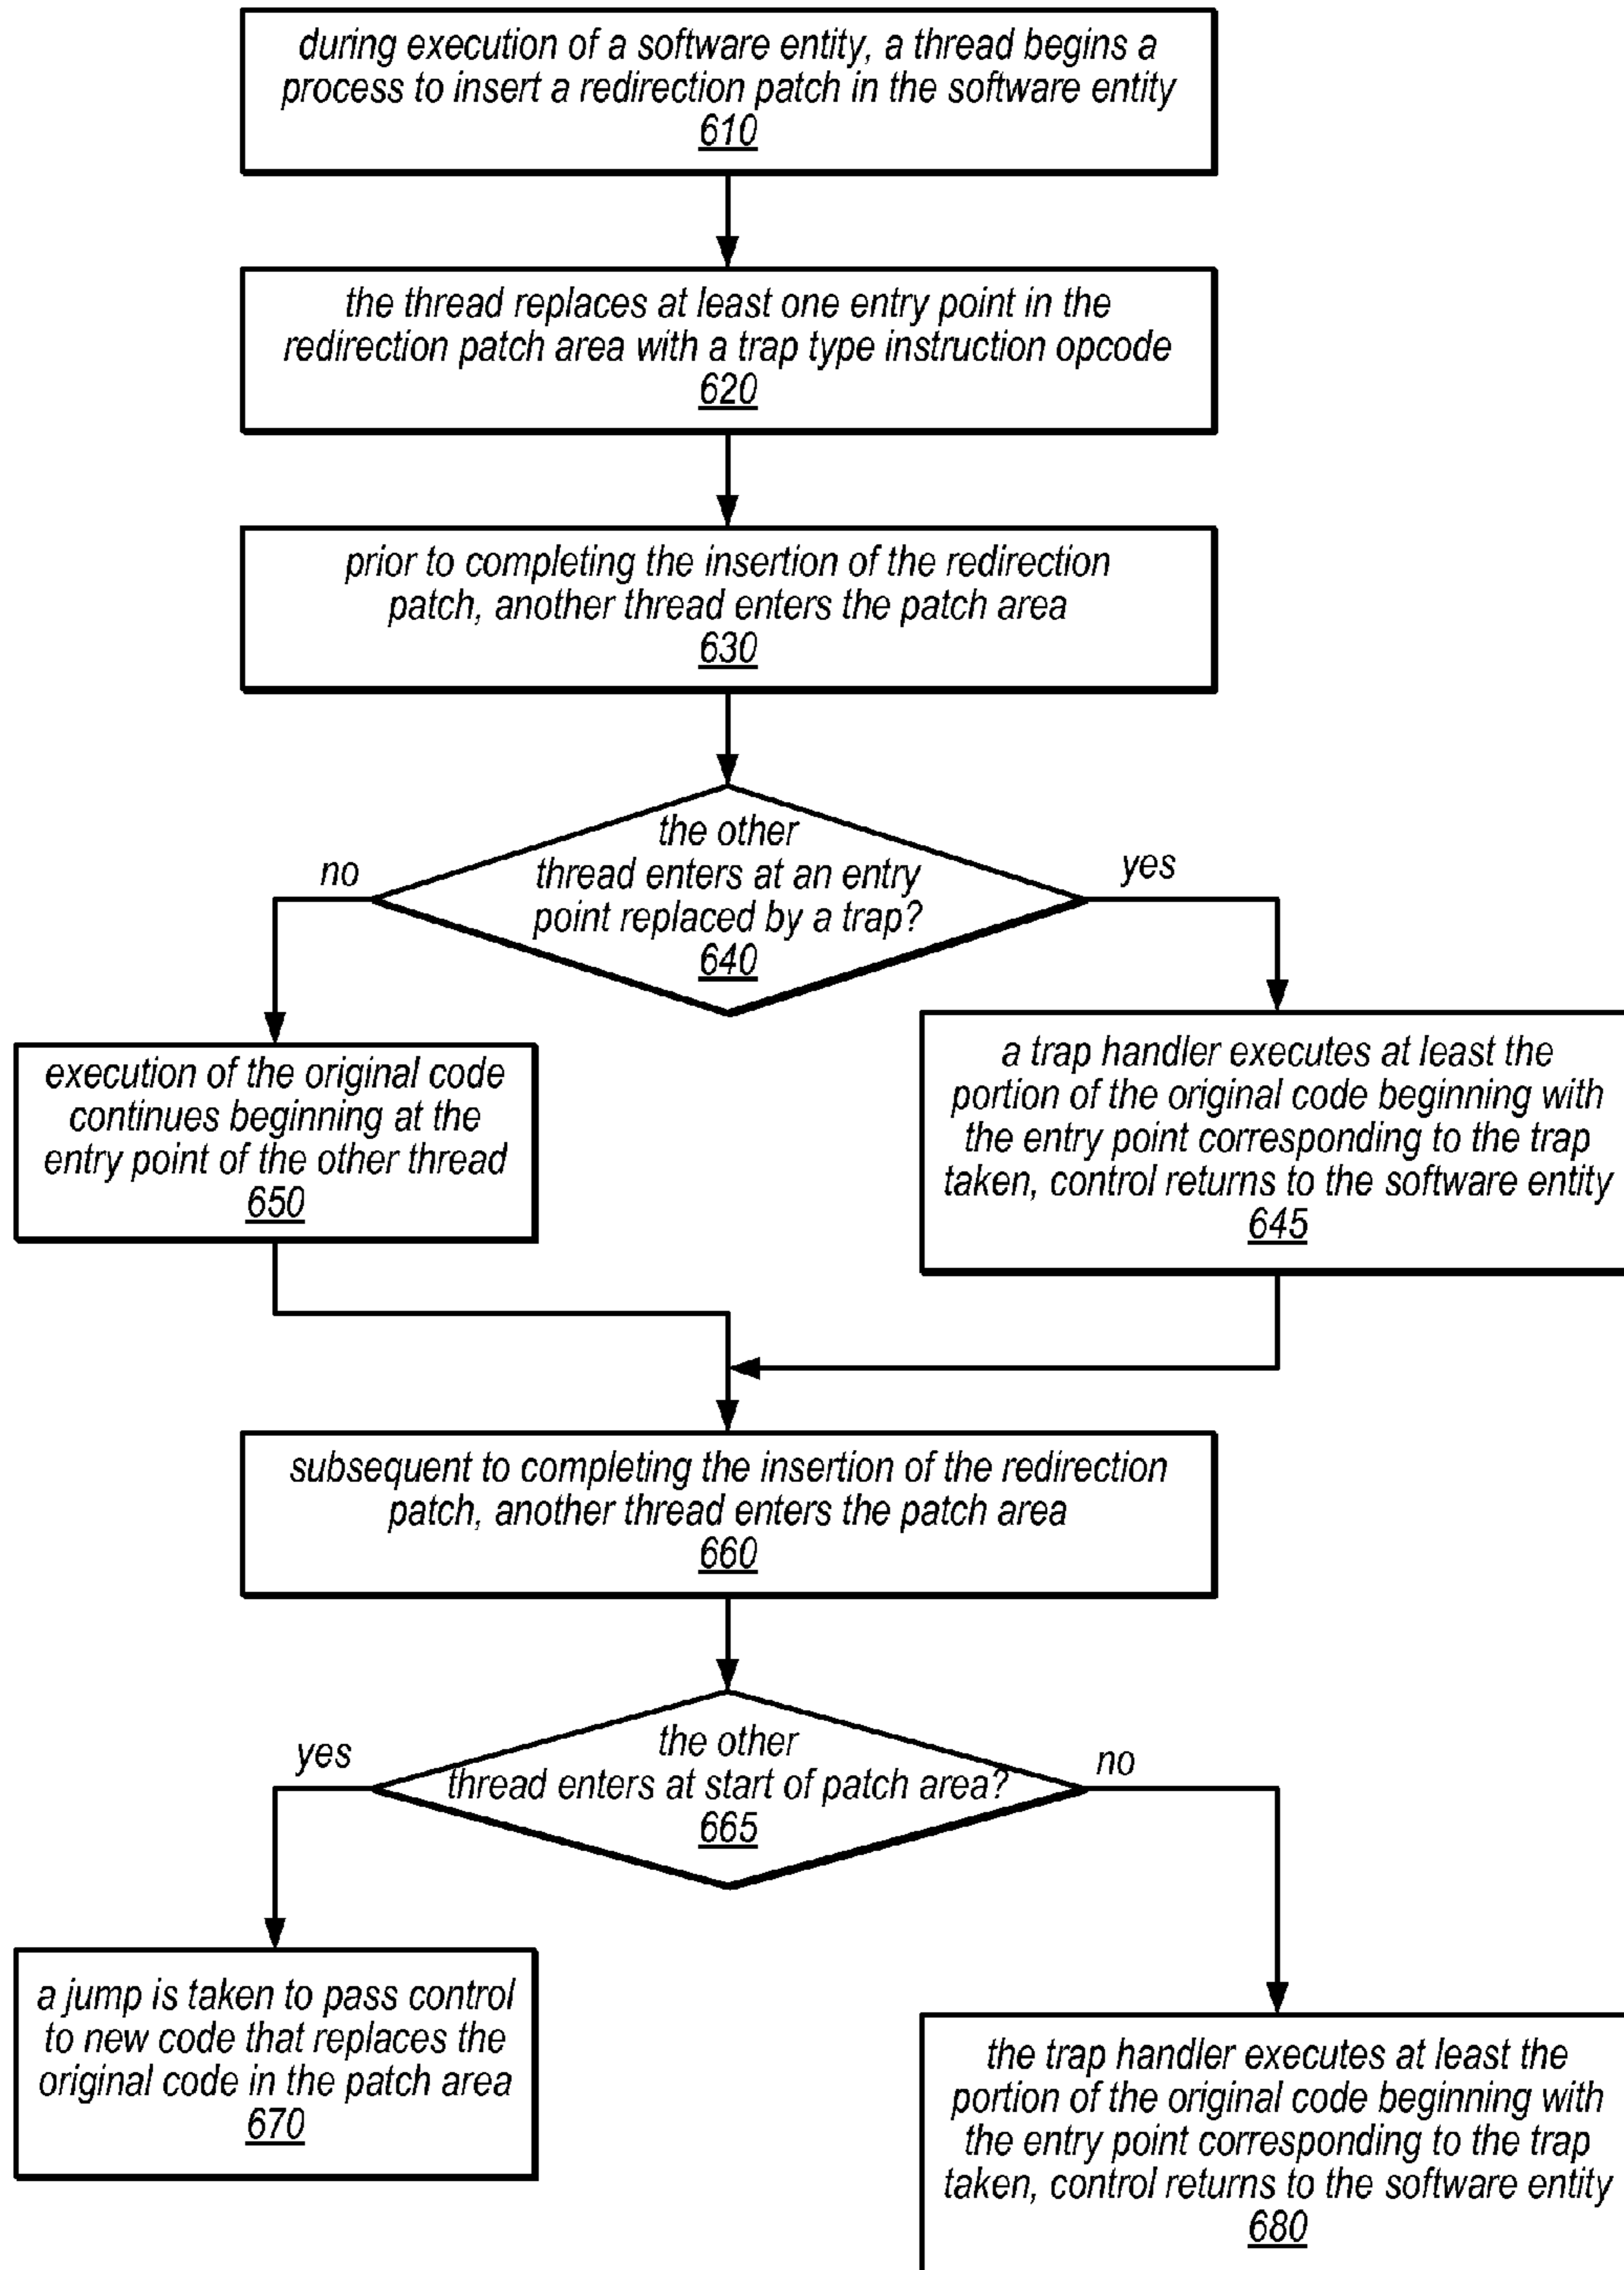 during execution of a software entity, a thread begins a
process to insert a redirection patch in the software entity
610
the thread replaces at least one entry point in the
redirection patch area with a trap type instruction opcode
620
prior to completing the insertion of the redirection
patch, another thread enters the patch area
630
the other
thread enters at an entry
point replaced by a trap?
640
no
yes
execution of the original code
continues beginning at the
entry point of the other thread
650
a trap handler executes at least the
portion of the original code beginning with
the entry point corresponding to the trap
taken, control returns to the software entity
645
subsequent to completing the insertion of the redirection
patch, another thread enters the patch area
660
the other
thread enters at start of patch area?
665
yes
no
a jump is taken to pass control
to new code that replaces the
original code in the patch area
670
the trap handler executes at least the
portion of the original code beginning with
the entry point corresponding to the trap
taken, control returns to the software entity
680